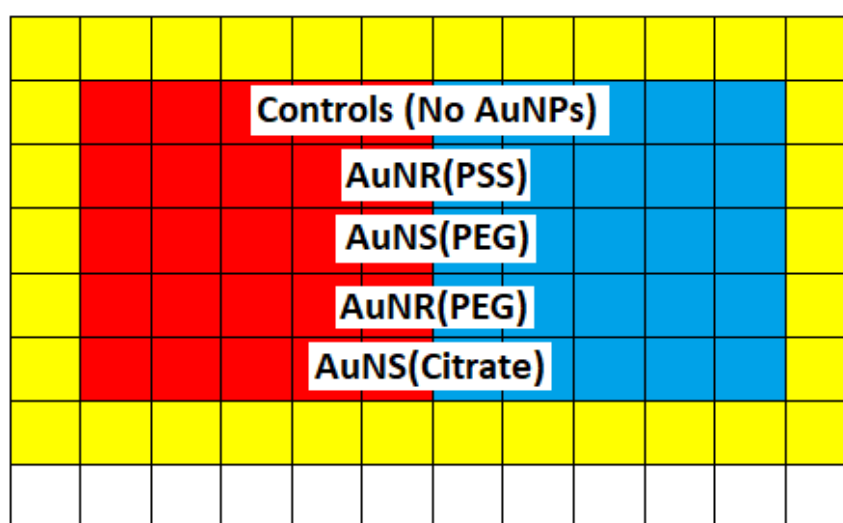 Controls (No AuNPs)
AuNR(PSS)
AuNS(PEG)
AuNR(PEG)
AuNS(Citrate)